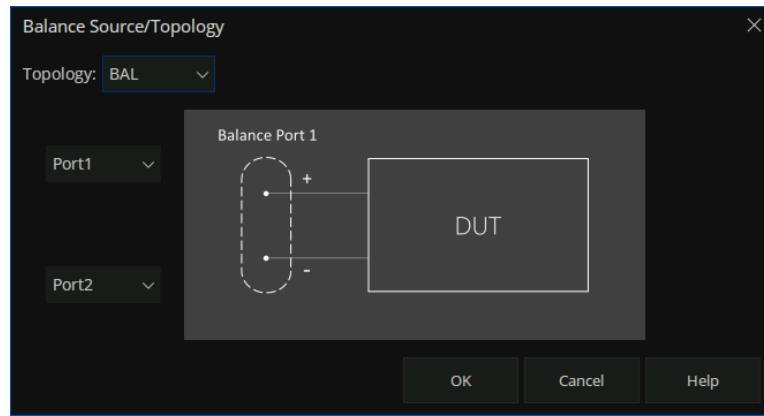 Balance Source/Topology
Topology: BAL
Balance Port 1
Port1
+
DUT
-
Port2
OK Cancel Help